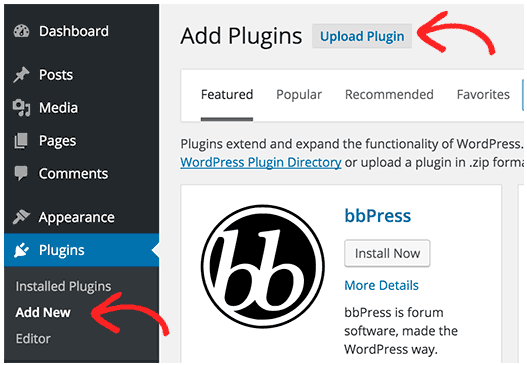 Dashboard
Posts
Media
Pages
Comments
Appearance
Plugins
Installed Plugins
Add New
Editor
Add Plugins
Upload Plugin
Featured
Popular
Recommended
Favorites
Plugins extend and expand the functionality of WordPress.
WordPress Plugin Directory or upload a plugin in .zip forma
bb
bbPress
Install Now
More Details
bbPress is forum
software, made the
WordPress way.